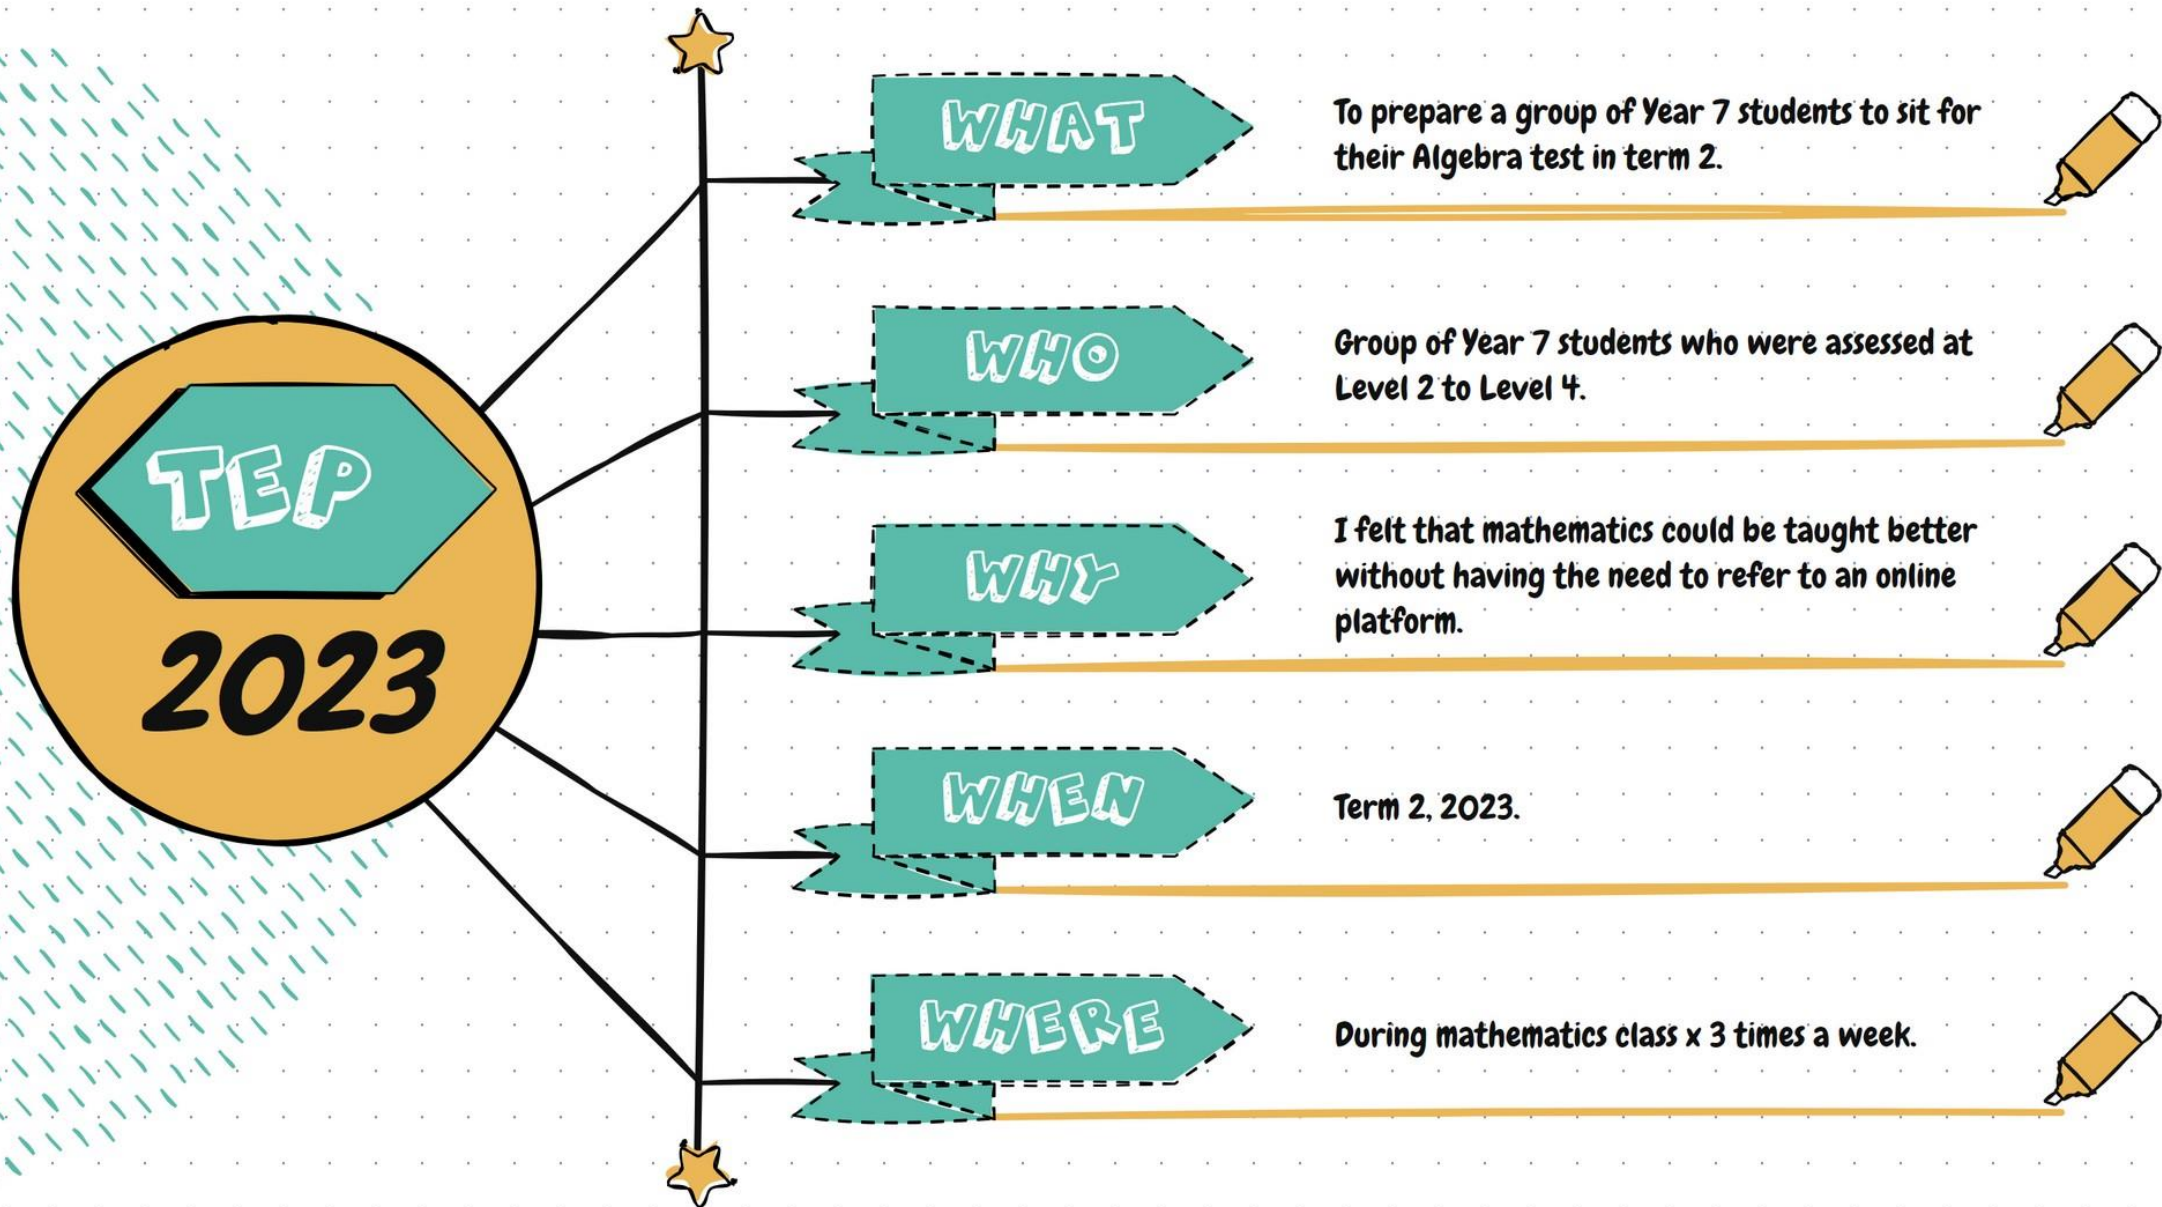 TEP
2023
WHAT
To prepare a group of Year 7 students to sit for
their Algebra test in term 2.
WHO
Group of Year 7 students who were assessed at
Level 2 to Level 4.
WHY
I felt that mathematics could be taught better
without having the need to refer to an online
platform.
WHEN
Term 2, 2023.
WHERE
During mathematics class x 3 times a week.